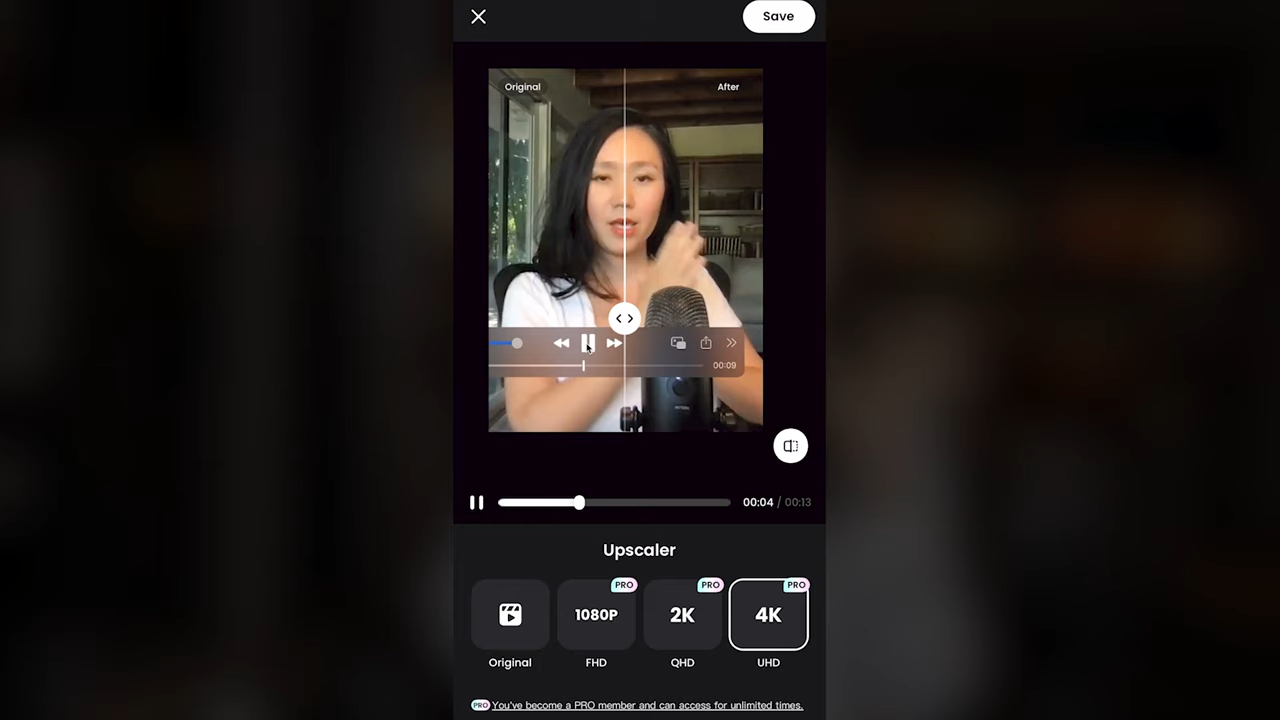 Save
Original
After
00:09
00:04 / 00:13
Upscaler
PRO
PRO
PRO
1080P
2K
4K
Original
FHD
QHD
UHD
PRO You've become a PRO member and can access for unlimited times.